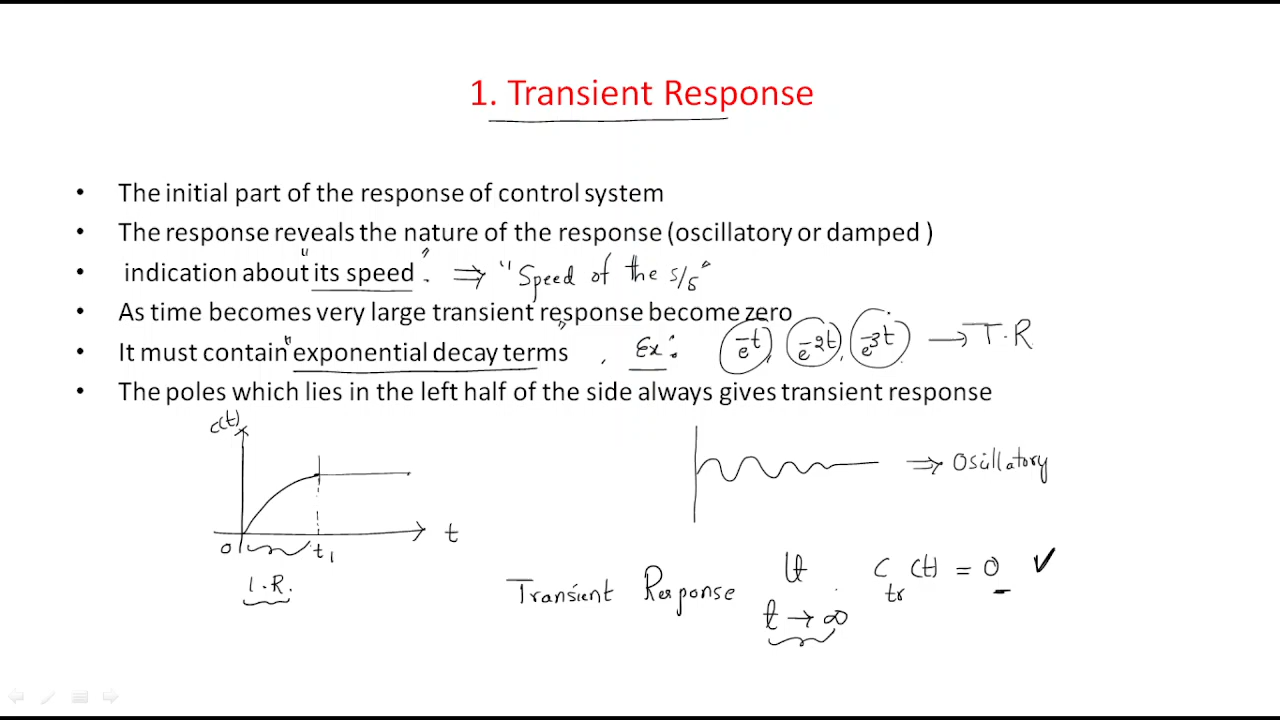 1. Transient Response
• The initial part of the response of control system
• The response reveals the nature of the response (oscillatory or damped )
• indication about "its speed". ⇒ "Speed of the s/s"
• As time becomes very large transient response become zero
• It must contain "exponential decay terms" , Ex: e^-t, e^-2t, e^-3t → T.R
• The poles which lies in the left half of the side always gives transient response
c(t)
⇒ Oscillatory
t
0 t1
I.R.
Transient Response lt t→∞ Ctr(t) = 0 ✓